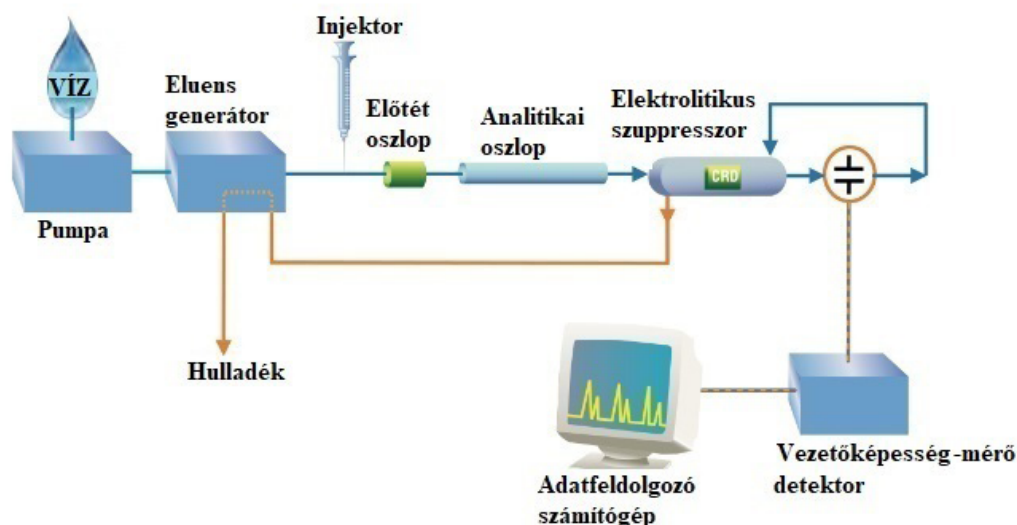 Injektor
VÍZ
Eluens
generátor
Előtét
oszlop
Analitikai
oszlop
Elektrolitikus
szuppresszor
CRD
Pumpa
Hulladék
Vezetőképesség-mérő
detektor
Adatfeldolgozó
számítógép